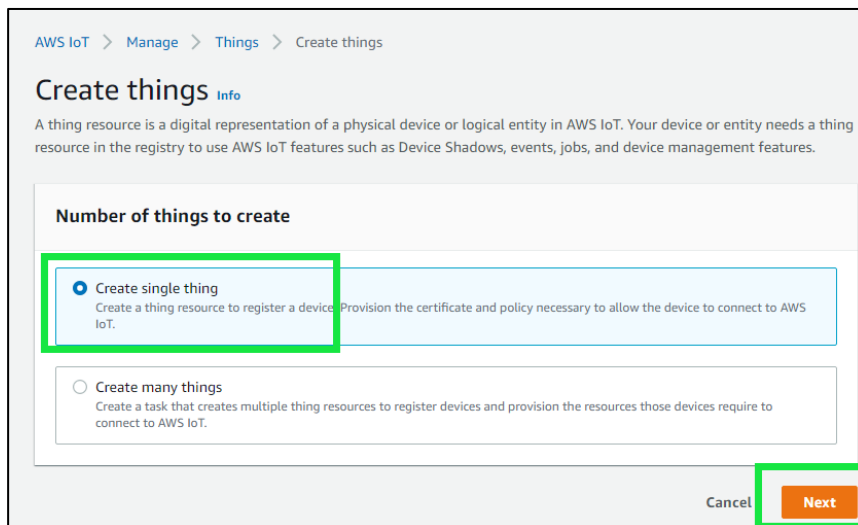 AWS IoT > Manage > Things > Create things
Create things Info
A thing resource is a digital representation of a physical device or logical entity in AWS IoT. Your device or entity needs a thing
resource in the registry to use AWS IoT features such as Device Shadows, events, jobs, and device management features.
Number of things to create
Create single thing
Create a thing resource to register a device. Provision the certificate and policy necessary to allow the device to connect to AWS
IoT.
Create many things
Create a task that creates multiple thing resources to register devices and provision the resources those devices require to
connect to AWS IoT.
Cancel Next